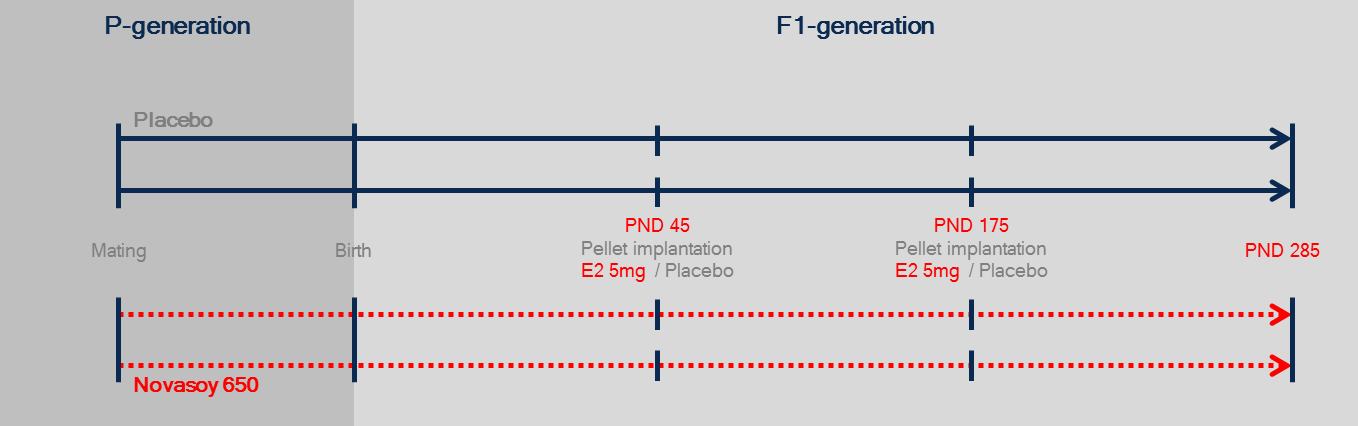 P-generation
F1-generation
Placebo
PND 45
PND 175
Mating
Birth
Pellet implantation
Pellet implantation
PND 285
E2 5mg / Placebo
E2 5mg / Placebo
Novasoy 650